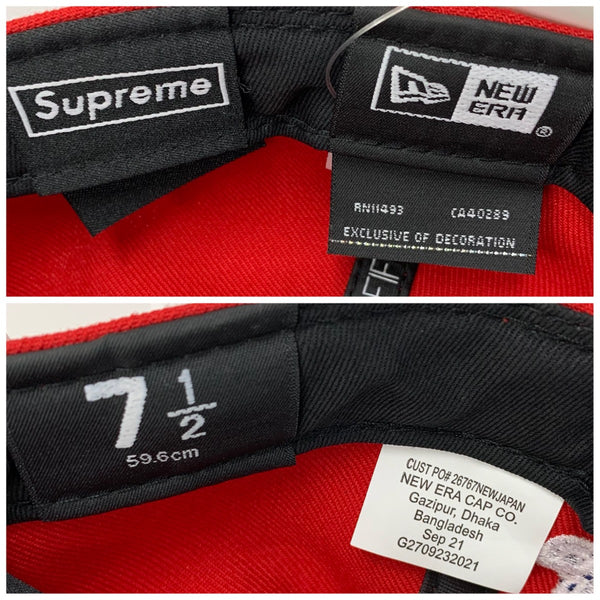 Supreme
NEW
ERA
®
RN11493 CA40289
EXCLUSIVE OF DECORATION
FIF
7 1/2
59.6cm
CUST PO# 26767NEWJAPAN
NEW ERA CAP CO.
Gazipur, Dhaka
Bangladesh
Sep 21
G2709232021